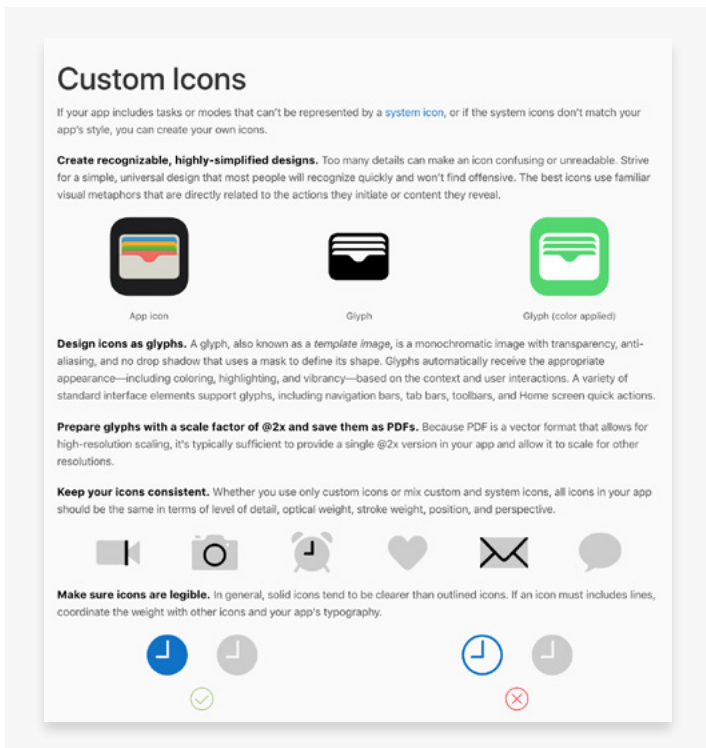 Custom Icons
If your app includes tasks or modes that can't be represented by a system icon, or if the system icons don't match your
app's style, you can create your own icons.
Create recognizable, highly-simplified designs. Too many details can make an icon confusing or unreadable. Strive
for a simple, universal design that most people will recognize quickly and won't find offensive. The best icons use familiar
visual metaphors that are directly related to the actions they initiate or content they reveal.
App icon
Glyph
Glyph (color applied)
Design icons as glyphs. A glyph, also known as a template image, is a monochromatic image with transparency, anti-
aliasing, and no drop shadow that uses a mask to define its shape. Glyphs automatically receive the appropriate
appearance—including coloring, highlighting, and vibrancy—based on the context and user interactions. A variety of
standard interface elements support glyphs, including navigation bars, tab bars, toolbars, and Home screen quick actions.
Prepare glyphs with a scale factor of @2x and save them as PDFs. Because PDF is a vector format that allows for
high-resolution scaling, it's typically sufficient to provide a single @2x version in your app and allow it to scale for other
resolutions.
Keep your icons consistent. Whether you use only custom icons or mix custom and system icons, all icons in your app
should be the same in terms of level of detail, optical weight, stroke weight, position, and perspective.
Make sure icons are legible. In general, solid icons tend to be clearer than outlined icons. If an icon must includes lines,
coordinate the weight with other icons and your app's typography.